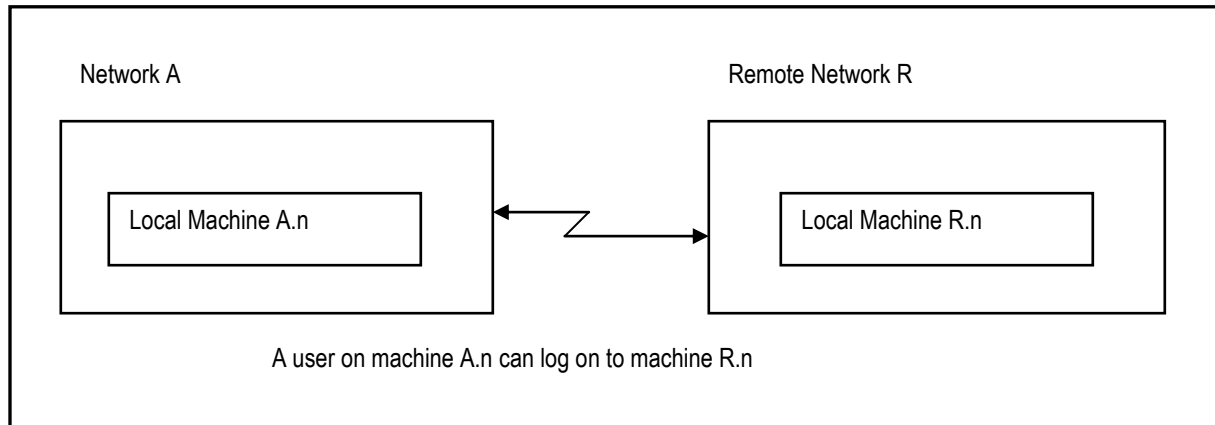 Network A
Remote Network R
Local Machine A.n
Local Machine R.n
A user on machine A.n can log on to machine R.n